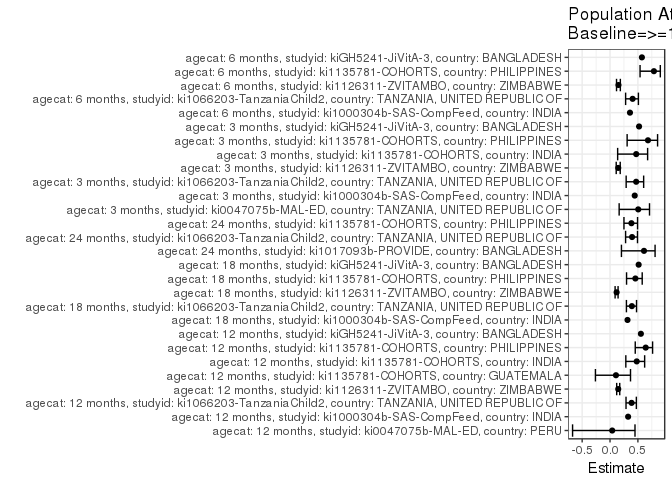 Population At
Baseline=>=1
agecat: 6 months, studyid: kiGH5241-JiVitA-3, country: BANGLADESH
agecat: 6 months, studyid: ki1135781-COHORTS, country: PHILIPPINES
agecat: 6 months, studyid: ki1126311-ZVITAMBO, country: ZIMBABWE
agecat: 6 months, studyid: ki1066203-TanzaniaChild2, country: TANZANIA, UNITED REPUBLIC OF
agecat: 6 months, studyid: ki1000304b-SAS-CompFeed, country: INDIA
agecat: 3 months, studyid: kiGH5241-JiVitA-3, country: BANGLADESH
agecat: 3 months, studyid: ki1135781-COHORTS, country: PHILIPPINES
agecat: 3 months, studyid: ki1135781-COHORTS, country: INDIA
agecat: 3 months, studyid: ki1126311-ZVITAMBO, country: ZIMBABWE
agecat: 3 months, studyid: ki1066203-TanzaniaChild2, country: TANZANIA, UNITED REPUBLIC OF
agecat: 3 months, studyid: ki1000304b-SAS-CompFeed, country: INDIA
agecat: 3 months, studyid: ki0047075b-MAL-ED, country: TANZANIA, UNITED REPUBLIC OF
agecat: 24 months, studyid: ki1135781-COHORTS, country: PHILIPPINES
agecat: 24 months, studyid: ki1066203-TanzaniaChild2, country: TANZANIA, UNITED REPUBLIC OF
agecat: 24 months, studyid: ki1017093b-PROVIDE, country: BANGLADESH
agecat: 18 months, studyid: kiGH5241-JiVitA-3, country: BANGLADESH
agecat: 18 months, studyid: ki1135781-COHORTS, country: PHILIPPINES
agecat: 18 months, studyid: ki1126311-ZVITAMBO, country: ZIMBABWE
agecat: 18 months, studyid: ki1066203-TanzaniaChild2, country: TANZANIA, UNITED REPUBLIC OF
agecat: 18 months, studyid: ki1000304b-SAS-CompFeed, country: INDIA
agecat: 12 months, studyid: kiGH5241-JiVitA-3, country: BANGLADESH
agecat: 12 months, studyid: ki1135781-COHORTS, country: PHILIPPINES
agecat: 12 months, studyid: ki1135781-COHORTS, country: INDIA
agecat: 12 months, studyid: ki1135781-COHORTS, country: GUATEMALA
agecat: 12 months, studyid: ki1126311-ZVITAMBO, country: ZIMBABWE
agecat: 12 months, studyid: ki1066203-TanzaniaChild2, country: TANZANIA, UNITED REPUBLIC OF
agecat: 12 months, studyid: ki1000304b-SAS-CompFeed, country: INDIA
agecat: 12 months, studyid: ki0047075b-MAL-ED, country: PERU
-0.5 0.0 0.5
Estimate